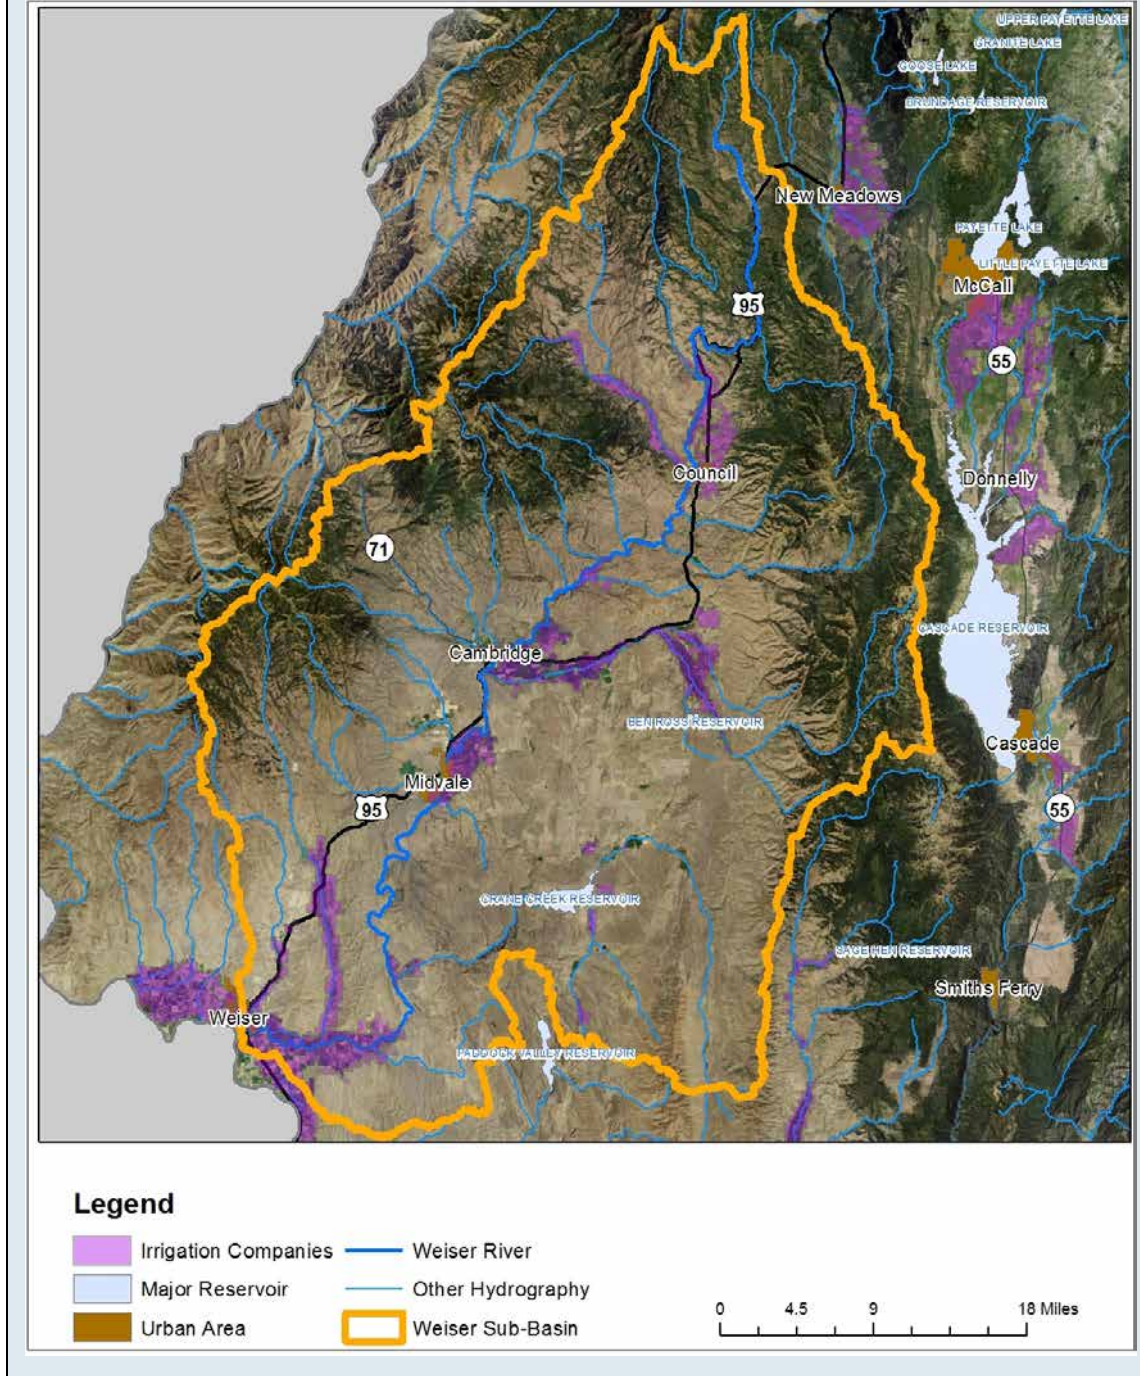 UPPER PAYETTE LAKE
GRANITE LAKE
GOOSE LAKE
BRUNDAGE RESERVOIR
New Meadows
PAYETTE LAKE
LITTLE PAYETTE LAKE
McCall
95
55
Council
Donnelly
71
CASCADE RESERVOIR
Cambridge
BEN ROSS RESERVOIR
Cascade
Midvale
95
55
CRANE CREEK RESERVOIR
SAGE HEN RESERVOIR
Smiths Ferry
Weiser
PADDOCK VALLEY RESERVOIR
Legend
Irrigation Companies
Weiser River
Major Reservoir
Other Hydrography
Urban Area
Weiser Sub-Basin
0 4.5 9 18 Miles